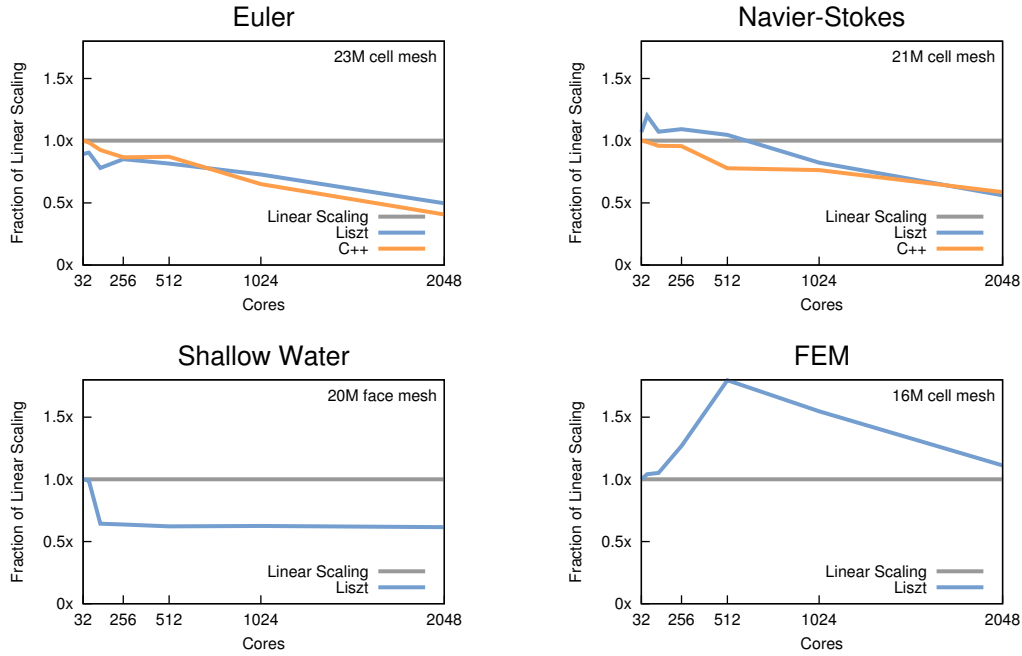 Euler
23M cell mesh
Fraction of Linear Scaling
1.5x
1.0x
0.5x
0x
Linear Scaling
Liszt
C++
32 256 512 1024 2048
Cores
Navier-Stokes
21M cell mesh
Fraction of Linear Scaling
1.5x
1.0x
0.5x
0x
Linear Scaling
Liszt
C++
32 256 512 1024 2048
Cores
Shallow Water
20M face mesh
Fraction of Linear Scaling
1.5x
1.0x
0.5x
0x
Linear Scaling
Liszt
32 256 512 1024 2048
Cores
FEM
16M cell mesh
Fraction of Linear Scaling
1.5x
1.0x
0.5x
0x
Linear Scaling
Liszt
32 256 512 1024 2048
Cores